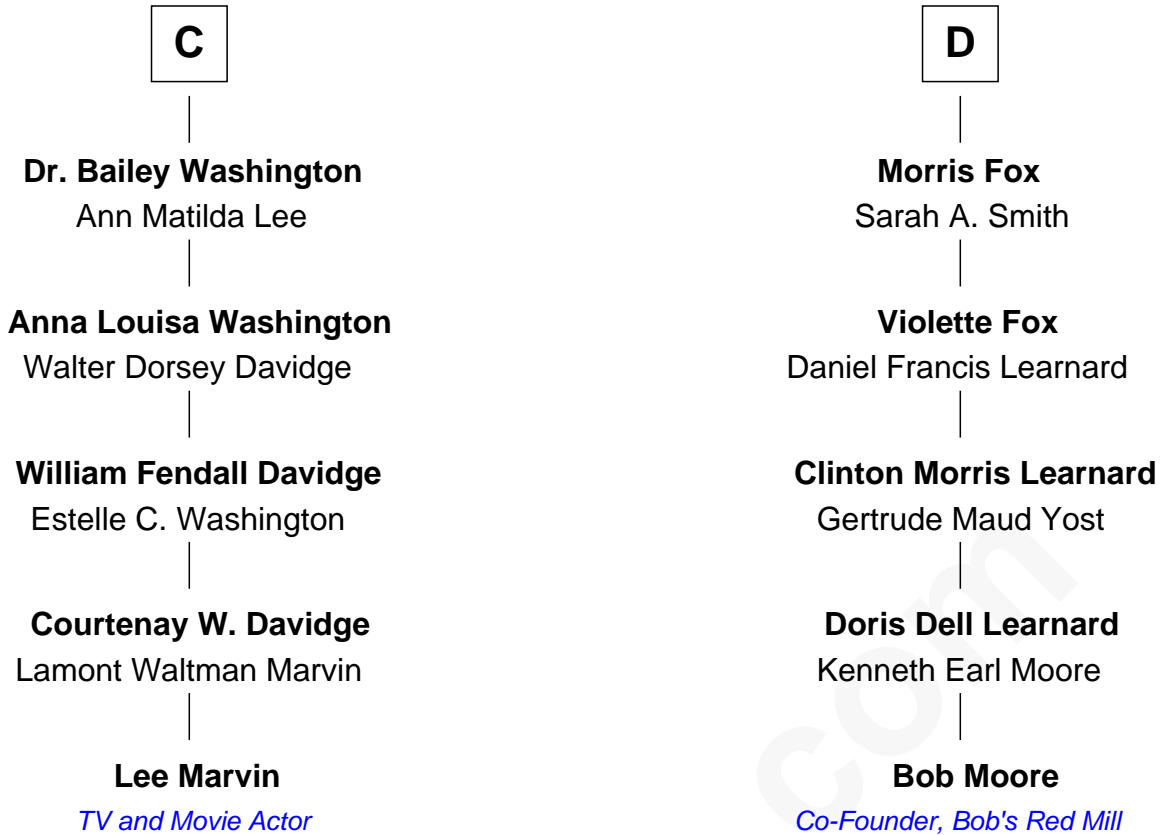 C
Dr. Bailey Washington
Ann Matilda Lee
Anna Louisa Washington
Walter Dorsey Davidge
William Fendall Davidge
Estelle C. Washington
Courtenay W. Davidge
Lamont Waltman Marvin
Lee Marvin
TV and Movie Actor
D
Morris Fox
Sarah A. Smith
Violette Fox
Daniel Francis Learnard
Clinton Morris Learnard
Gertrude Maud Yost
Doris Dell Learnard
Kenneth Earl Moore
Bob Moore
Co-Founder, Bob's Red Mill
com